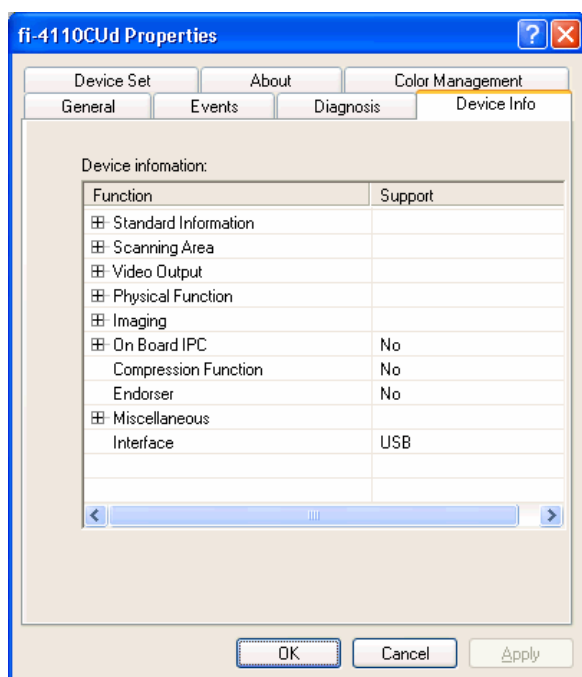 fi-4110CUd Properties
Device Set About Color Management
General Events Diagnosis Device Info
Device infomation:
Function Support
Standard Information
Scanning Area
Video Output
Physical Function
Imaging
On Board IPC No
Compression Function No
Endorser No
Miscellaneous
Interface USB
OK Cancel Apply